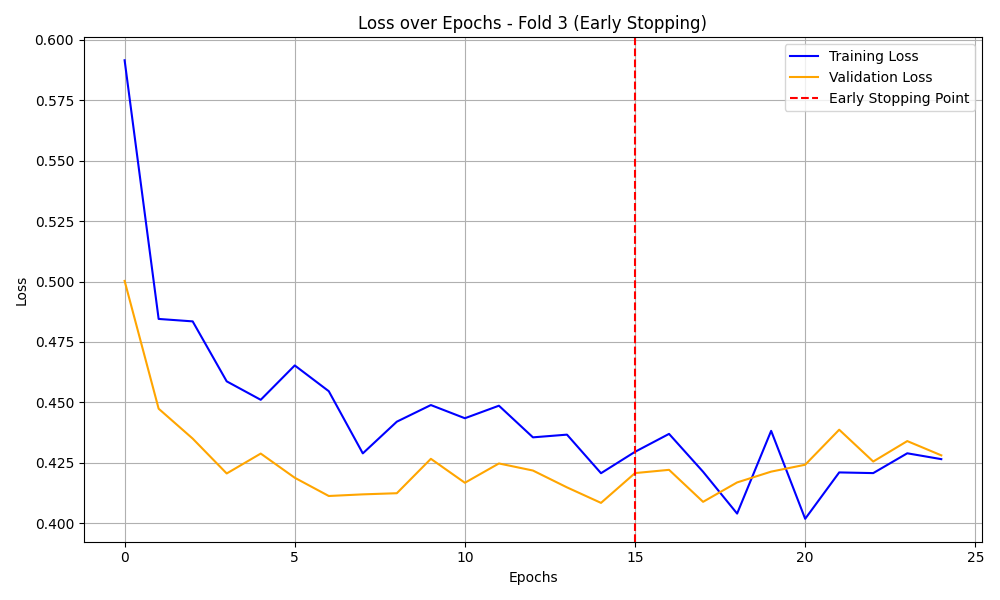 Loss over Epochs - Fold 3 (Early Stopping)
Training Loss
Validation Loss
Early Stopping Point
Loss
0.600
0.575
0.550
0.525
0.500
0.475
0.450
0.425
0.400
0 5 10 15 20 25
Epochs